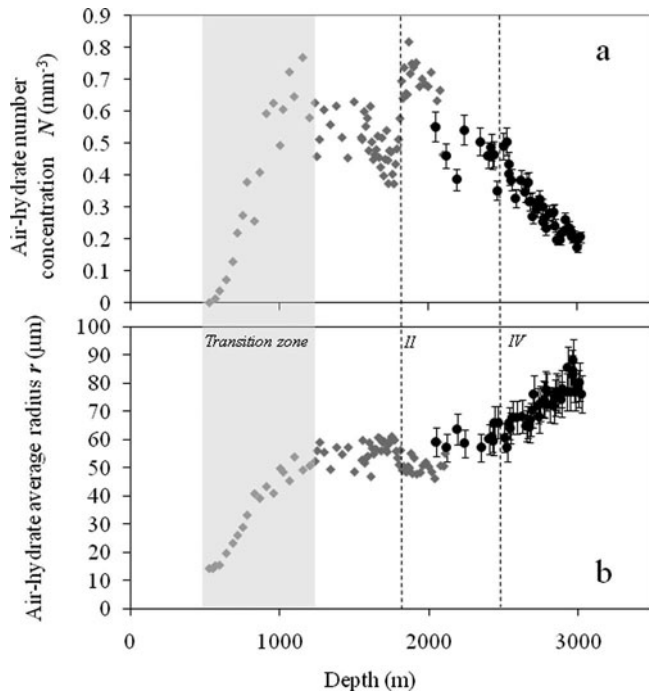 0.9
0.8
0.7
0.6
0.5
0.4
0.3
0.2
0.1
0
Air-hydrate number
concentration N (mm-3)
a
100
90
80
70
60
50
40
30
20
10
0
Air-hydrate average radius r (μm)
Transition zone
II
IV
b
0
1000
2000
3000
Depth (m)